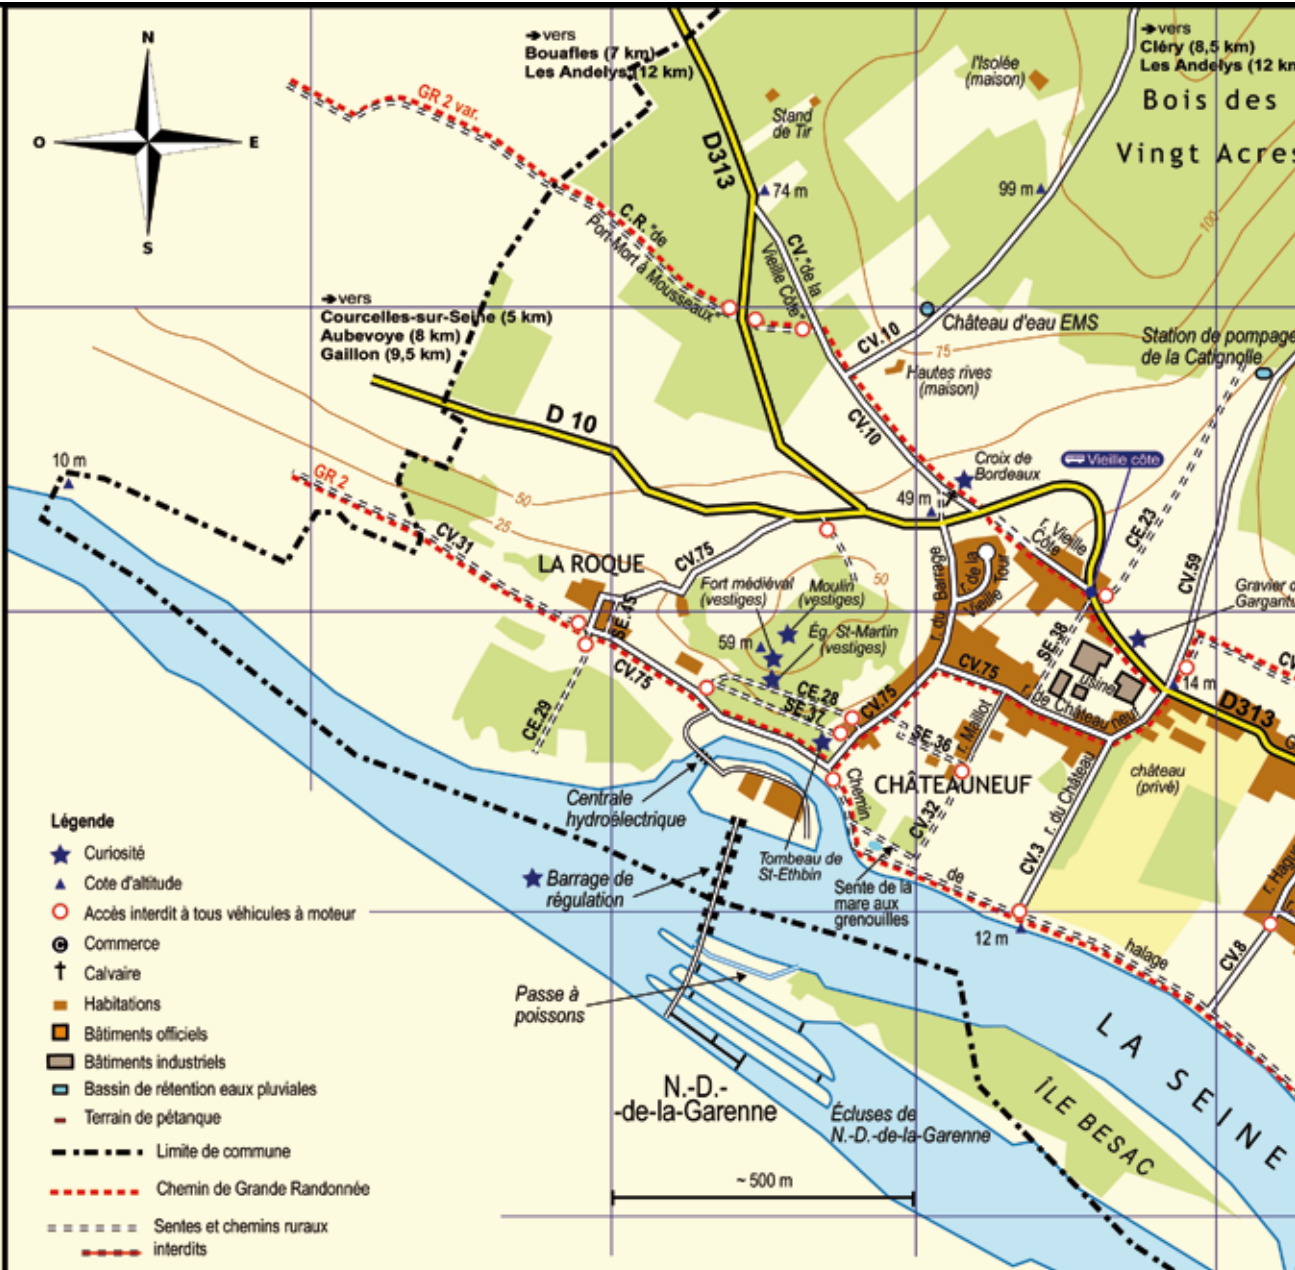 N
O
E
S
➔vers
Bouafles (7 km)
Les Andelys (12 km)
➔vers
Cléry (8,5 km)
Les Andelys (12 km
Bois des
Vingt Acres
l'Isolée
(maison)
Stand
de Tir
GR 2 var.
D313
74 m
99 m
100
C.R. "de
Port-Mort à Mousseaux"
CV. "de la
Vieille Côte"
➔vers
Courcelles-sur-Seine (5 km)
Aubevoye (8 km)
Gaillon (9,5 km)
Château d'eau EMS
CV.10
75
Station de pompage
de la Catignolle
Hautes rives
(maison)
D 10
CV.10
10 m
GR 2
50
25
Croix de
Bordeaux
Vieille côte
49 m
CE.23
CV.31
r. Vieille
Côte
LA ROQUE
CV.75
CV.59
r. du Barrage
r. de la
Vieille Tour
Fort médiéval
(vestiges)
Moulin
(vestiges)
50
Gravier d
Gargantu
SE.45
59 m
Ég. St-Martin
(vestiges)
SE.38
usine
CV.75
CV.75
CE.28
SE.37
CV.75
r. de Châteauneuf
14 m
CV
D313
CE.29
SE.36
r. Maillot
G
CHÂTEAUNEUF
château
(privé)
Chemin
CV.32
r. du Château
CV.3
Centrale
hydroélectrique
Tombeau de
St-Ethbin
Sente de la
mare aux
grenouilles
de
r. Hague
r.
Barrage de
régulation
12 m
halage
CV.8
Passe à
poissons
LA SEINE
ÎLE BESAC
N.-D.-
-de-la-Garenne
Écluses de
N.-D.-de-la-Garenne
~ 500 m
Légende
Curiosité
Cote d'altitude
Accès interdit à tous véhicules à moteur
C Commerce
Calvaire
Habitations
Bâtiments officiels
Bâtiments industriels
Bassin de rétention eaux pluviales
Terrain de pétanque
Limite de commune
Chemin de Grande Randonnée
Sentes et chemins ruraux
interdits